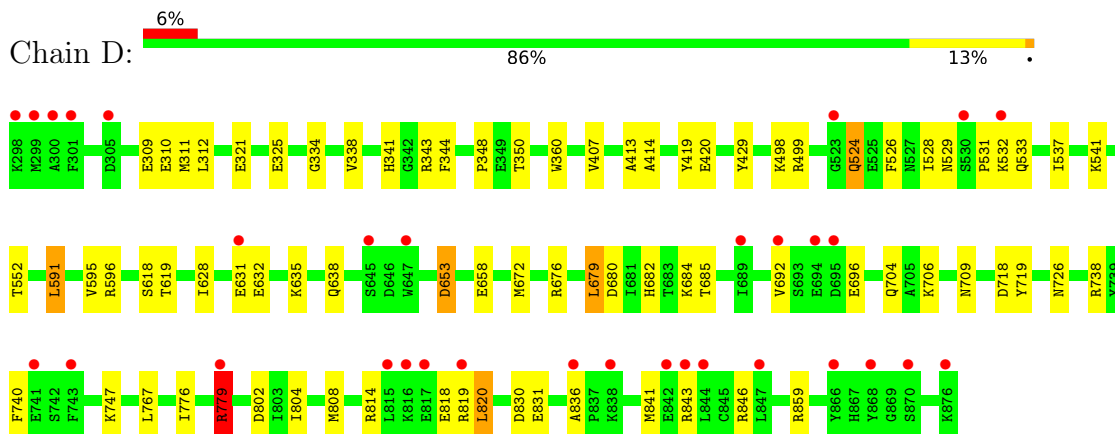 6%
Chain D:
86%
13%
•
K298 M299 A300 F301 D305 E309 E310 M311 L312 E321 E325 G334 V338 H341 G342 R343 F344 P348 E349 T350 W360 V407 A413 A414 Y419 E420 Y429 K498 R499 G523 Q524 E525 F526 N527 I528 N529 S530 P531 K532 Q533 I537 K541
T552 L591 V595 R596 S618 T619 I628 E631 E632 K635 Q638 S645 D646 W647 D653 E658 M672 R676 L679 D680 I681 H682 T683 K684 T685 I689 V692 S693 E694 D695 E696 Q704 A705 K706 N709 D718 Y719 N726 R738 Y739
F740 E741 S742 F743 K747 L767 I776 R779 D802 I803 I804 M808 R814 L815 K816 E817 E818 R819 L820 D830 E831 A836 P837 K838 M841 E842 R843 L844 C845 R846 L847 R859 Y866 H867 Y868 G869 S870 K876